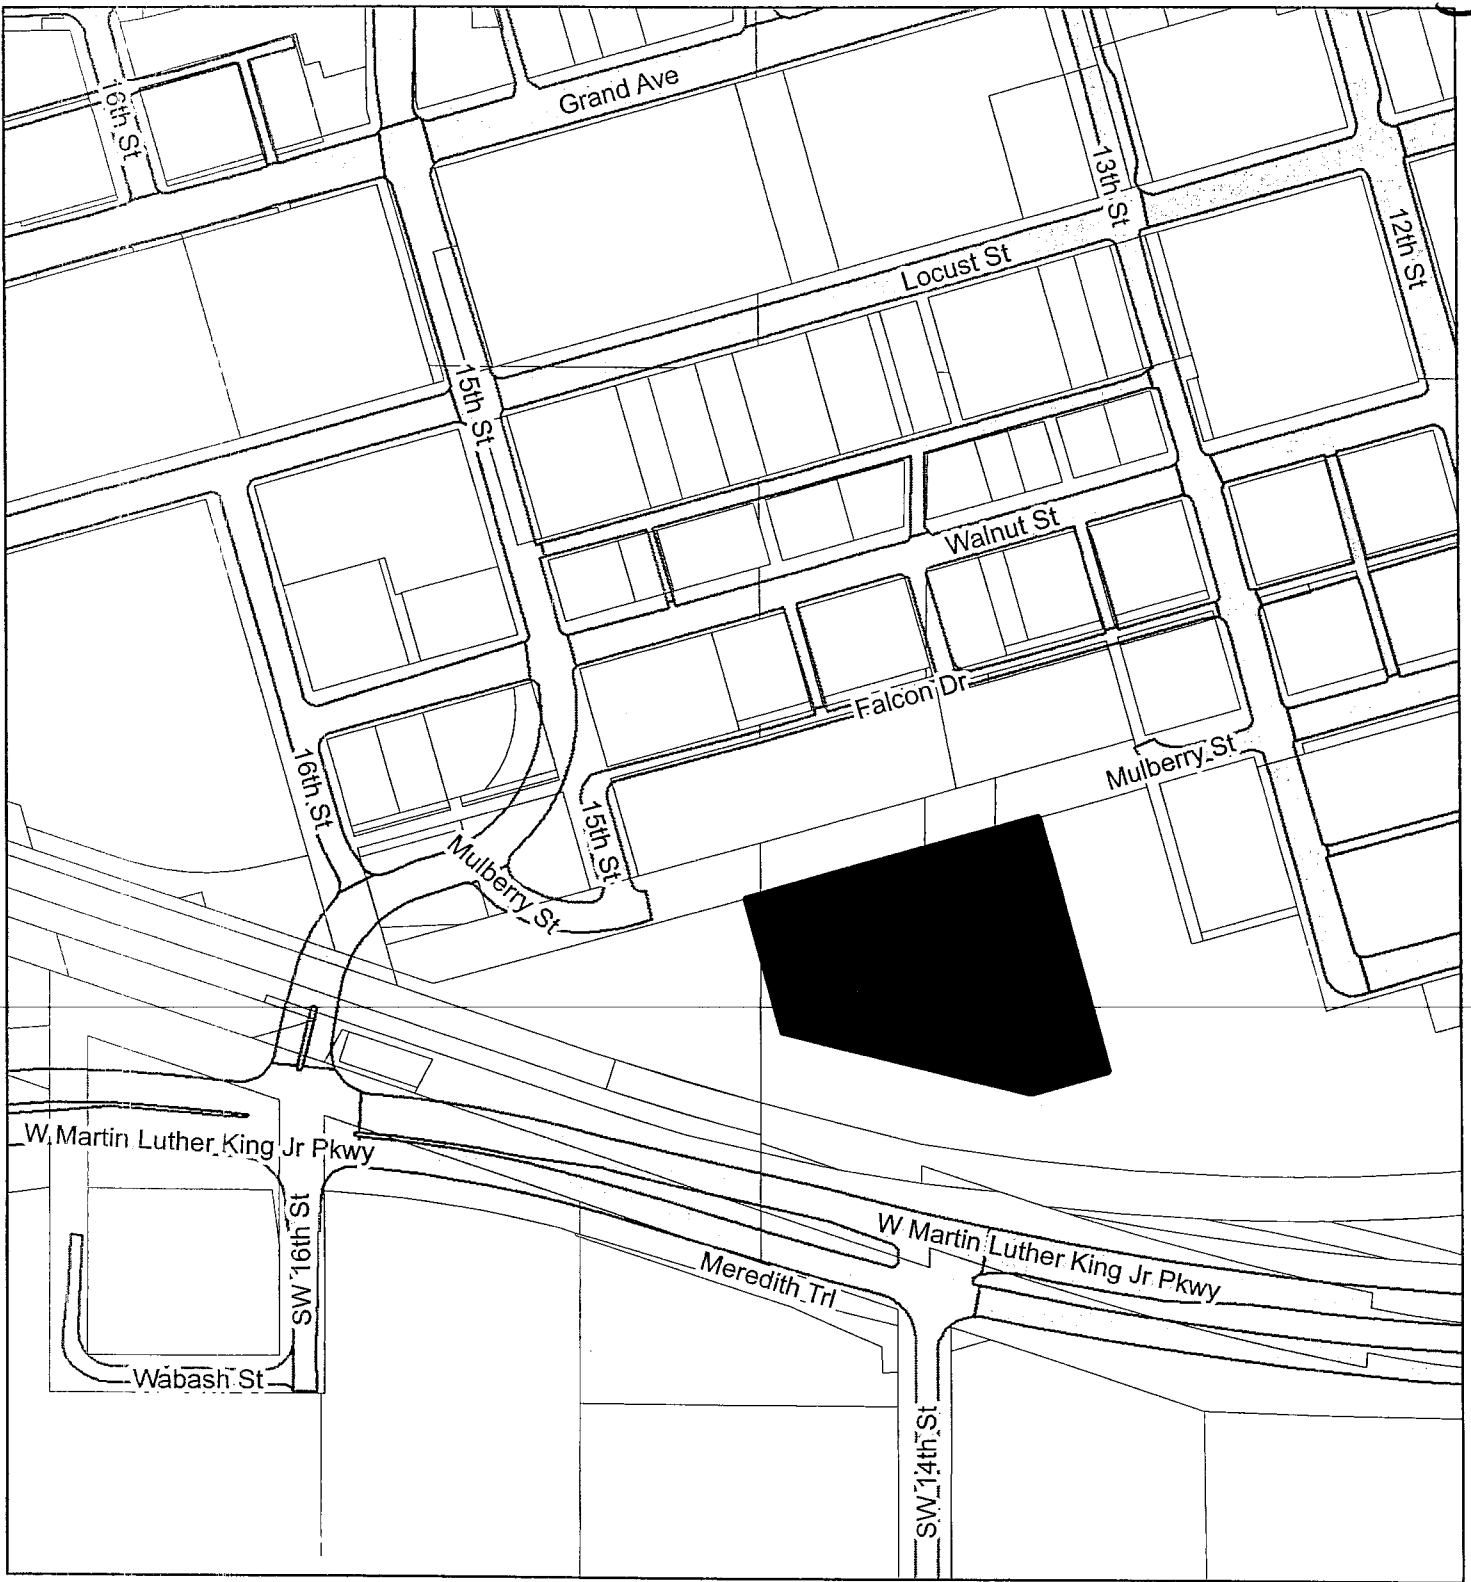 Grand Ave
16th St
13th St
12th St
Locust St
15th St
Walnut St
Falcon Dr
Mulberry St
16th St
15th St
Mulberry St
W Martin Luther King Jr Pkwy
SW 16th St
W Martin Luther King Jr Pkwy
Meredith Trl
Wabash St
SW 14th St